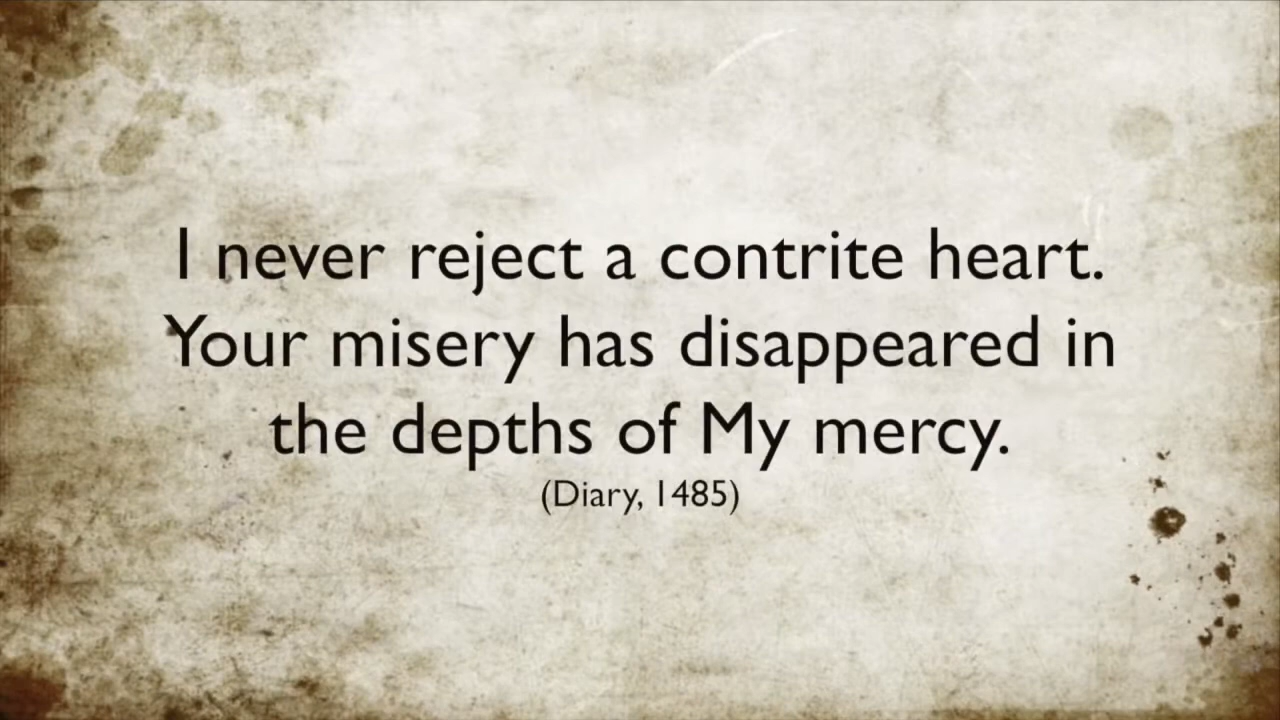 I never reject a contrite heart.
Your misery has disappeared in
the depths of My mercy.
(Diary, 1485)